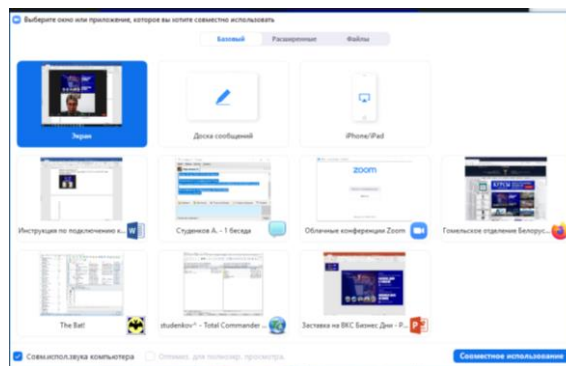 Выберите окно или приложение, которое вы хотите совместно использовать
Базовый Расширенные Файлы
Экран
Доска сообщений
iPhone/iPad
zoom
Инструкция по подключению к...
Студенков А. - 1 беседа
Облачные конференции Zoom
Гомельское отделение Белорус...
The Bat!
studenkov - Total Commander ...
Заставка на ВКС Бизнес Дни - P...
Совм.испол.звука компьютера
Оптимиз. для полноэкр. просмотра.
Совместное использование